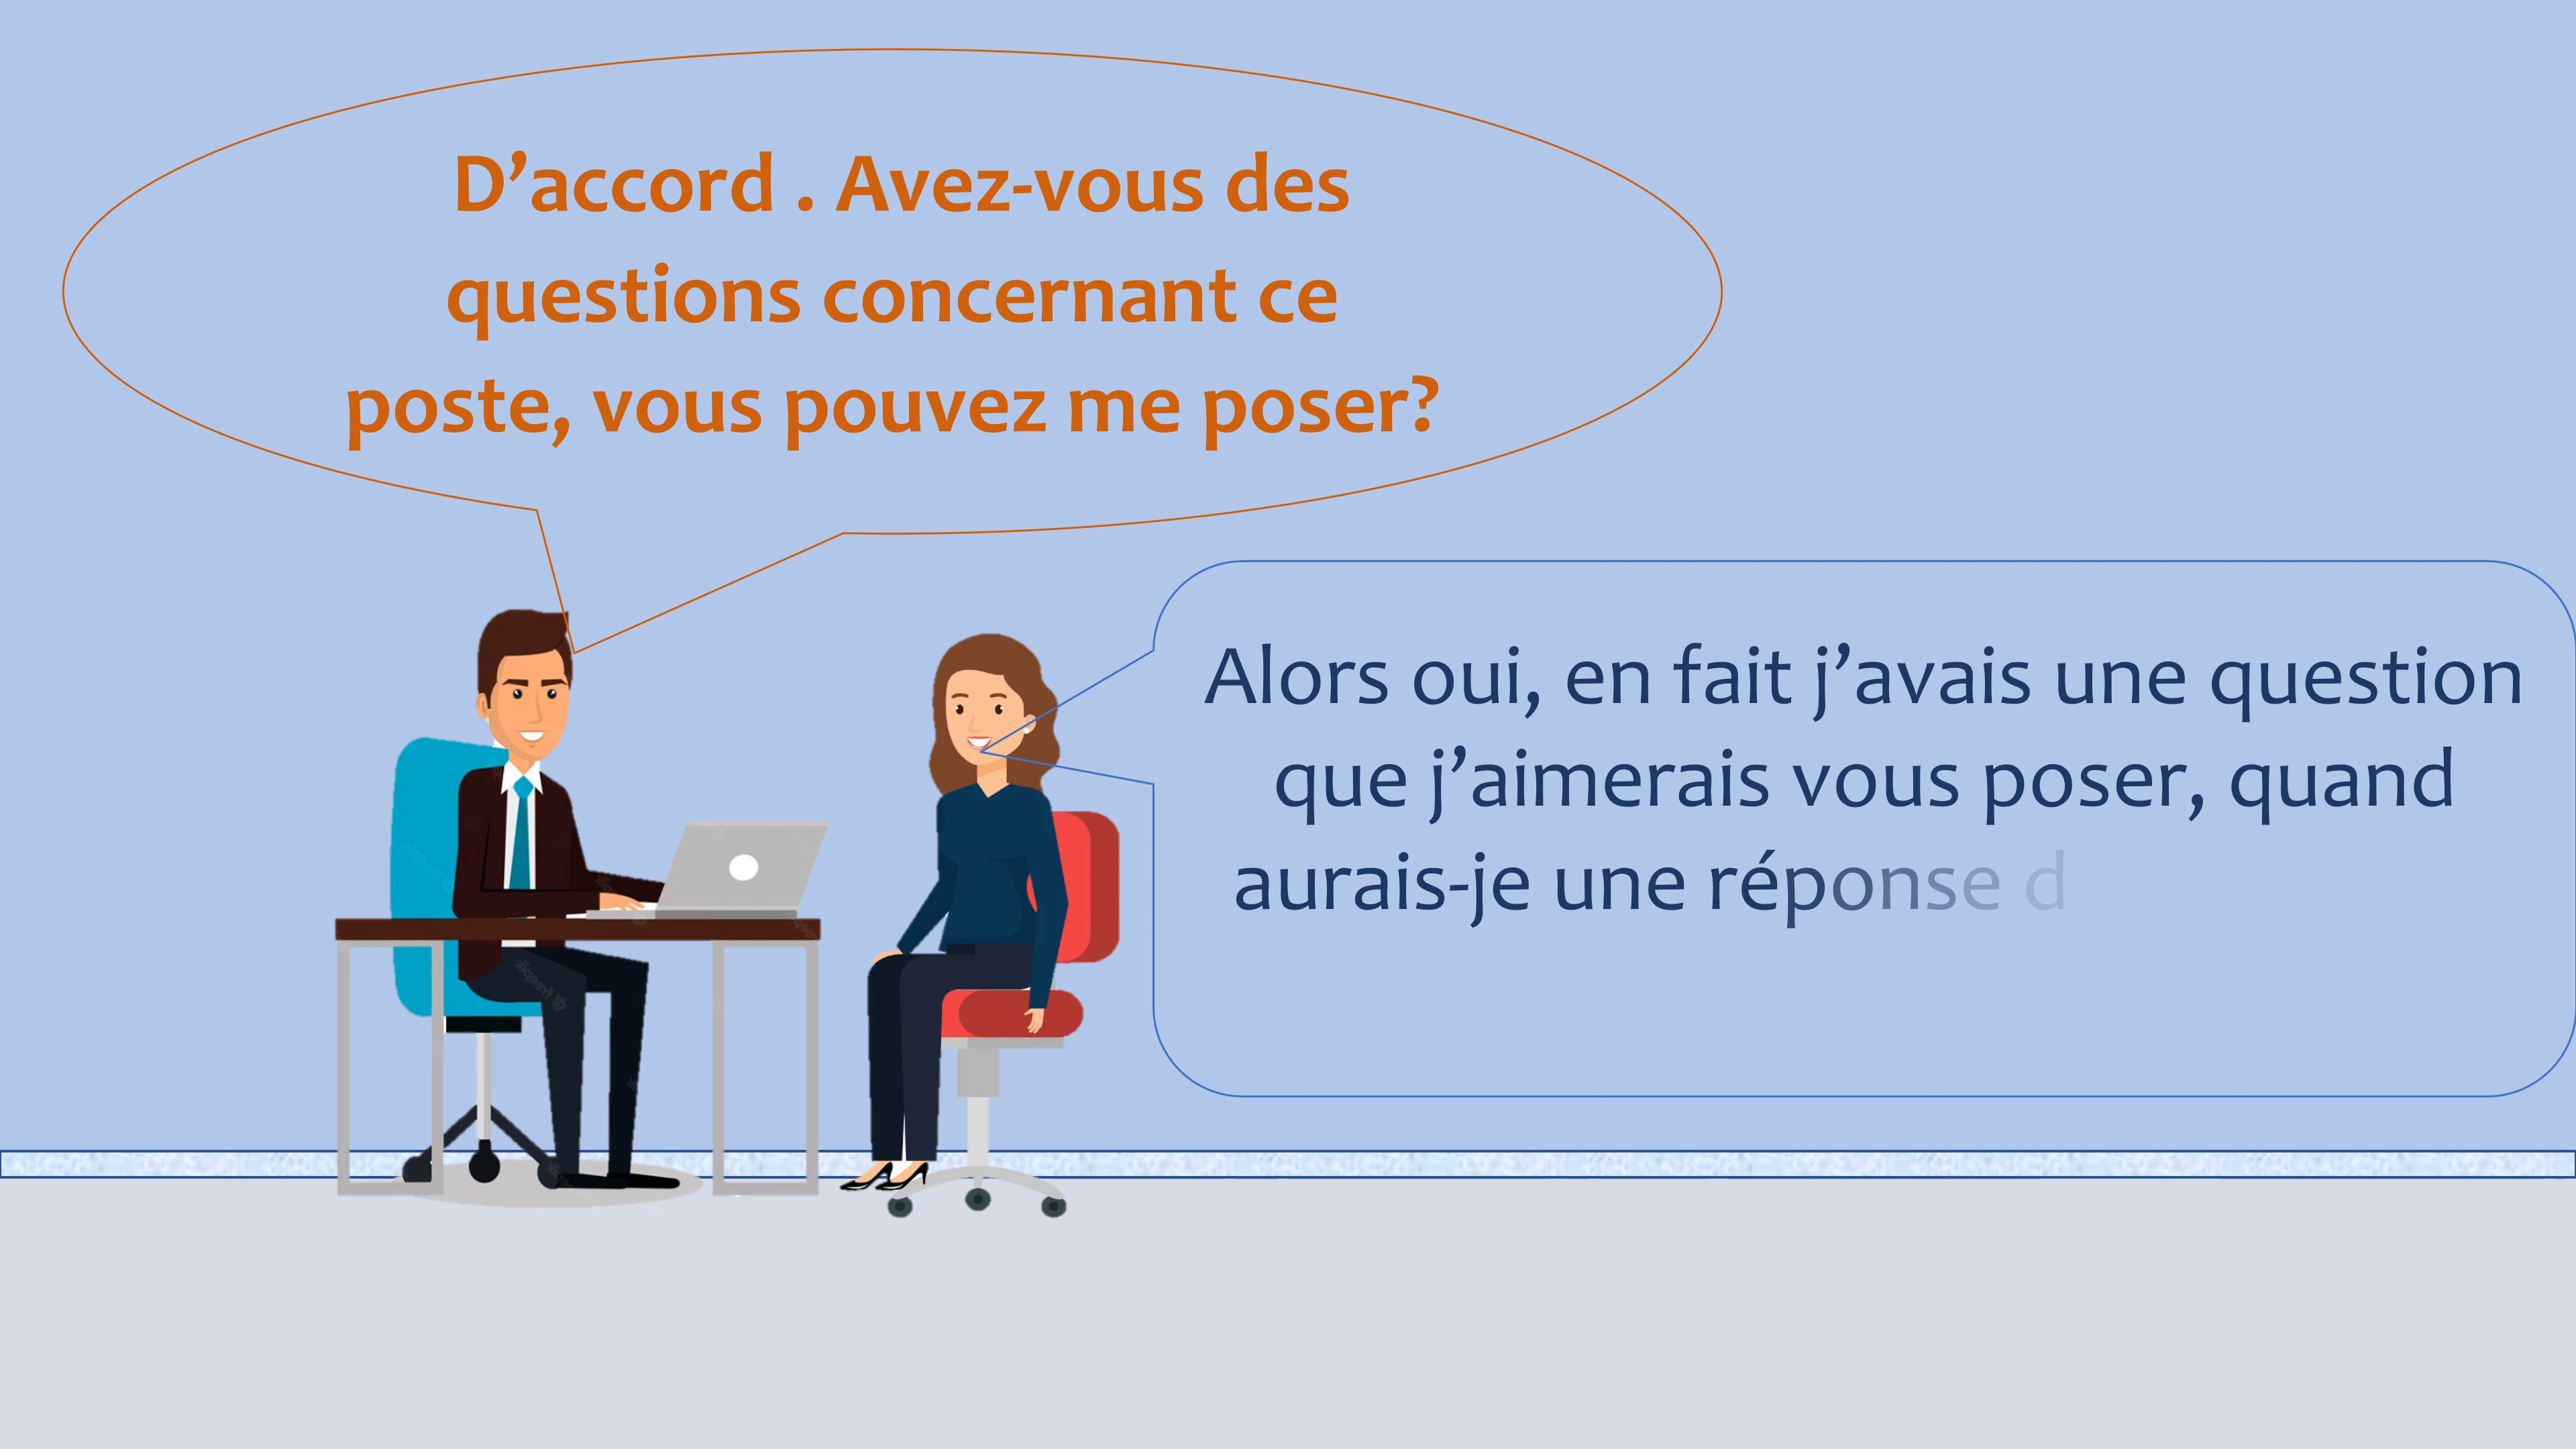 D’accord . Avez-vous des
questions concernant ce
poste, vous pouvez me poser?
Alors oui, en fait j’avais une question
que j’aimerais vous poser, quand
aurais-je une réponse d